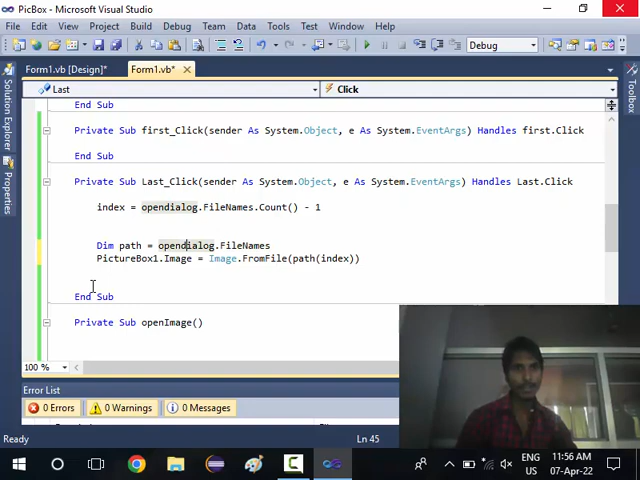 PicBox - Microsoft Visual Studio
File Edit View Project Build Debug Team Data Tools Test Window Help
Debug
Form1.vb [Design]* Form1.vb*
Last Click
End Sub
Private Sub first_Click(sender As System.Object, e As System.EventArgs) Handles first.Click
End Sub
Private Sub Last_Click(sender As System.Object, e As System.EventArgs) Handles Last.Click
index = opendialog.FileNames.Count() - 1
Dim path = opendialog.FileNames
PictureBox1.Image = Image.FromFile(path(index))
End Sub
Private Sub openImage()
100 %
Error List
0 Errors 0 Warnings 0 Messages
Ready Ln 45
Solution Explorer
Properties
Toolbox
ENG 11:56 AM
US 07-Apr-22